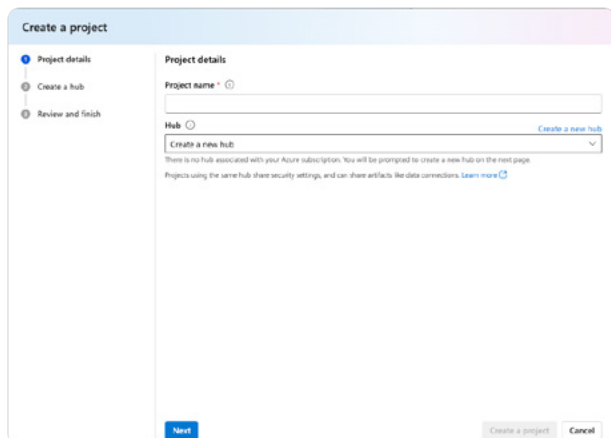 Create a project
1 Project details
2 Create a hub
3 Review and finish
Project details
Project name *
Hub
Create a new hub
Create a new hub
There is no hub associated with your Azure subscription. You will be prompted to create a new hub on the next page.
Projects using the same hub share security settings, and can share artifacts like data connections. Learn more
Next
Create a project
Cancel